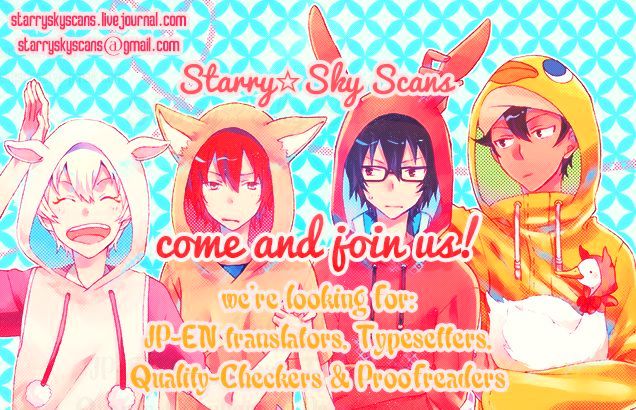 starryskyscans.livejournal.com
starryskyscans@gmail.com
Starry☆Sky Scans
come and join us!
we're looking for:
JP-EN translators, Typesetters,
Quality-Checkers & Proofreaders